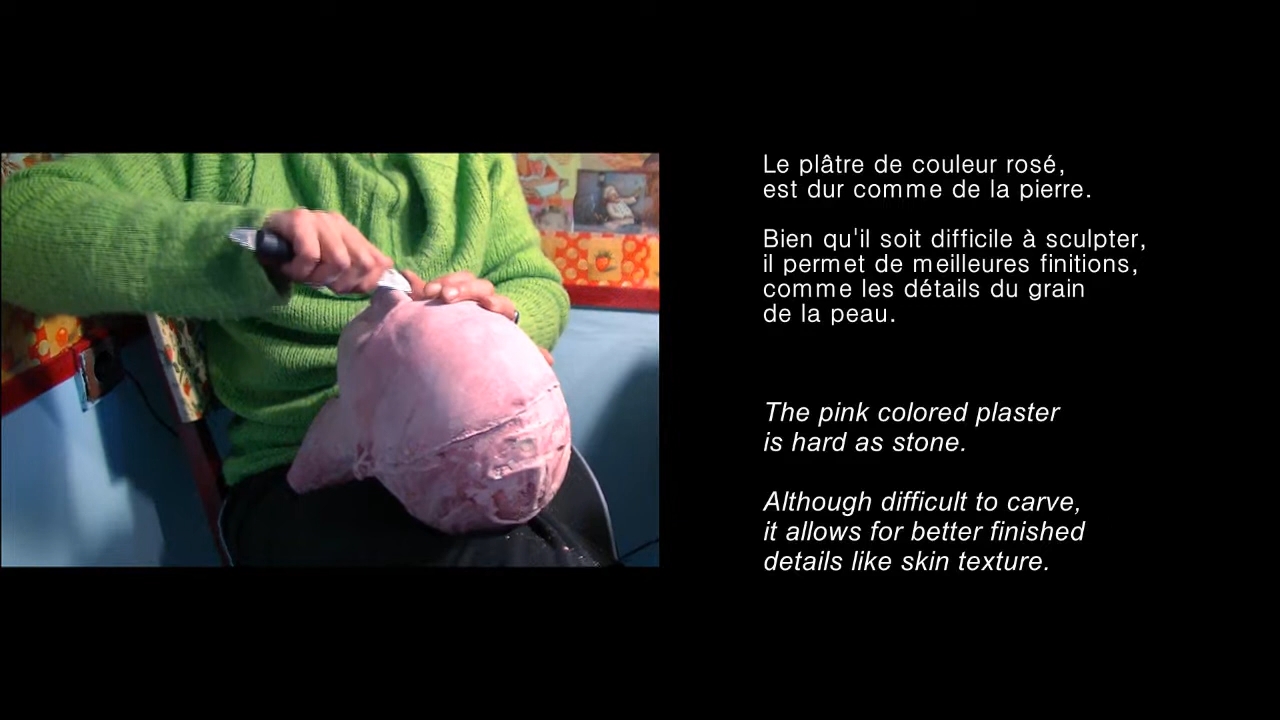 Le plâtre de couleur rosé,
est dur comme de la pierre.
Bien qu'il soit difficile à sculpter,
il permet de meilleures finitions,
comme les détails du grain
de la peau.
The pink colored plaster
is hard as stone.
Although difficult to carve,
it allows for better finished
details like skin texture.